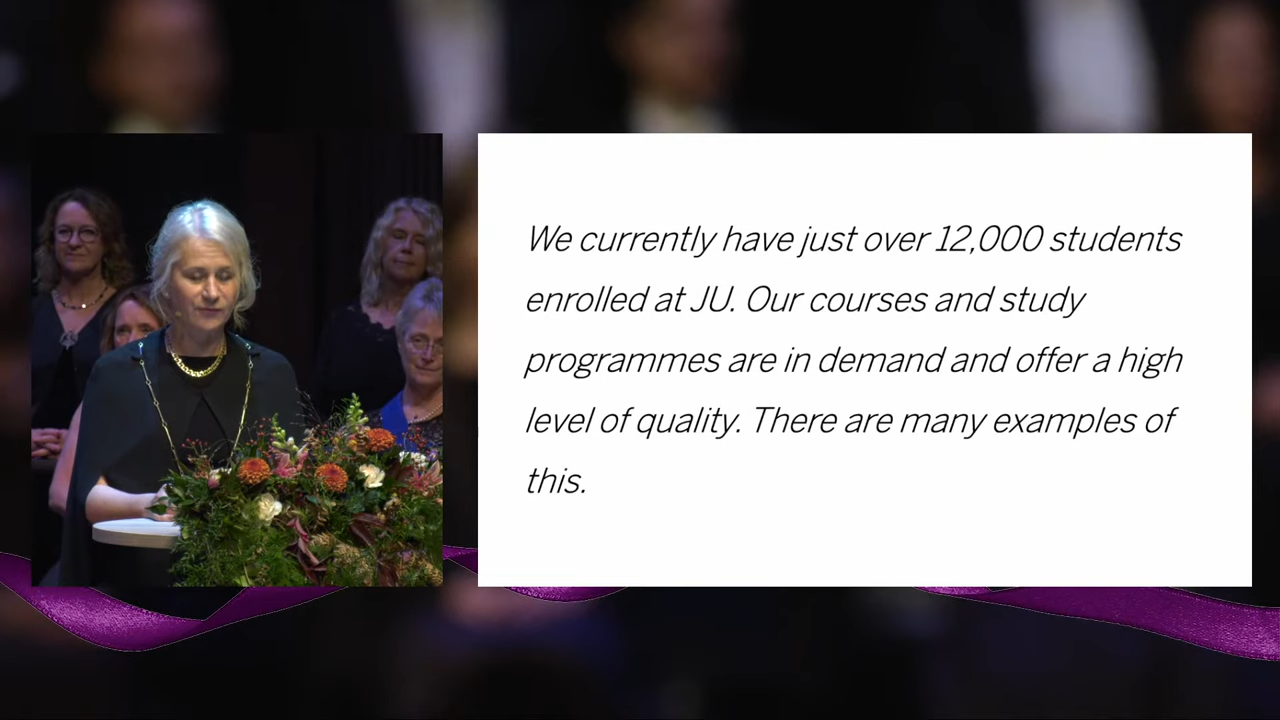 We currently have just over 12,000 students
enrolled at JU. Our courses and study
programmes are in demand and offer a high
level of quality. There are many examples of
this.